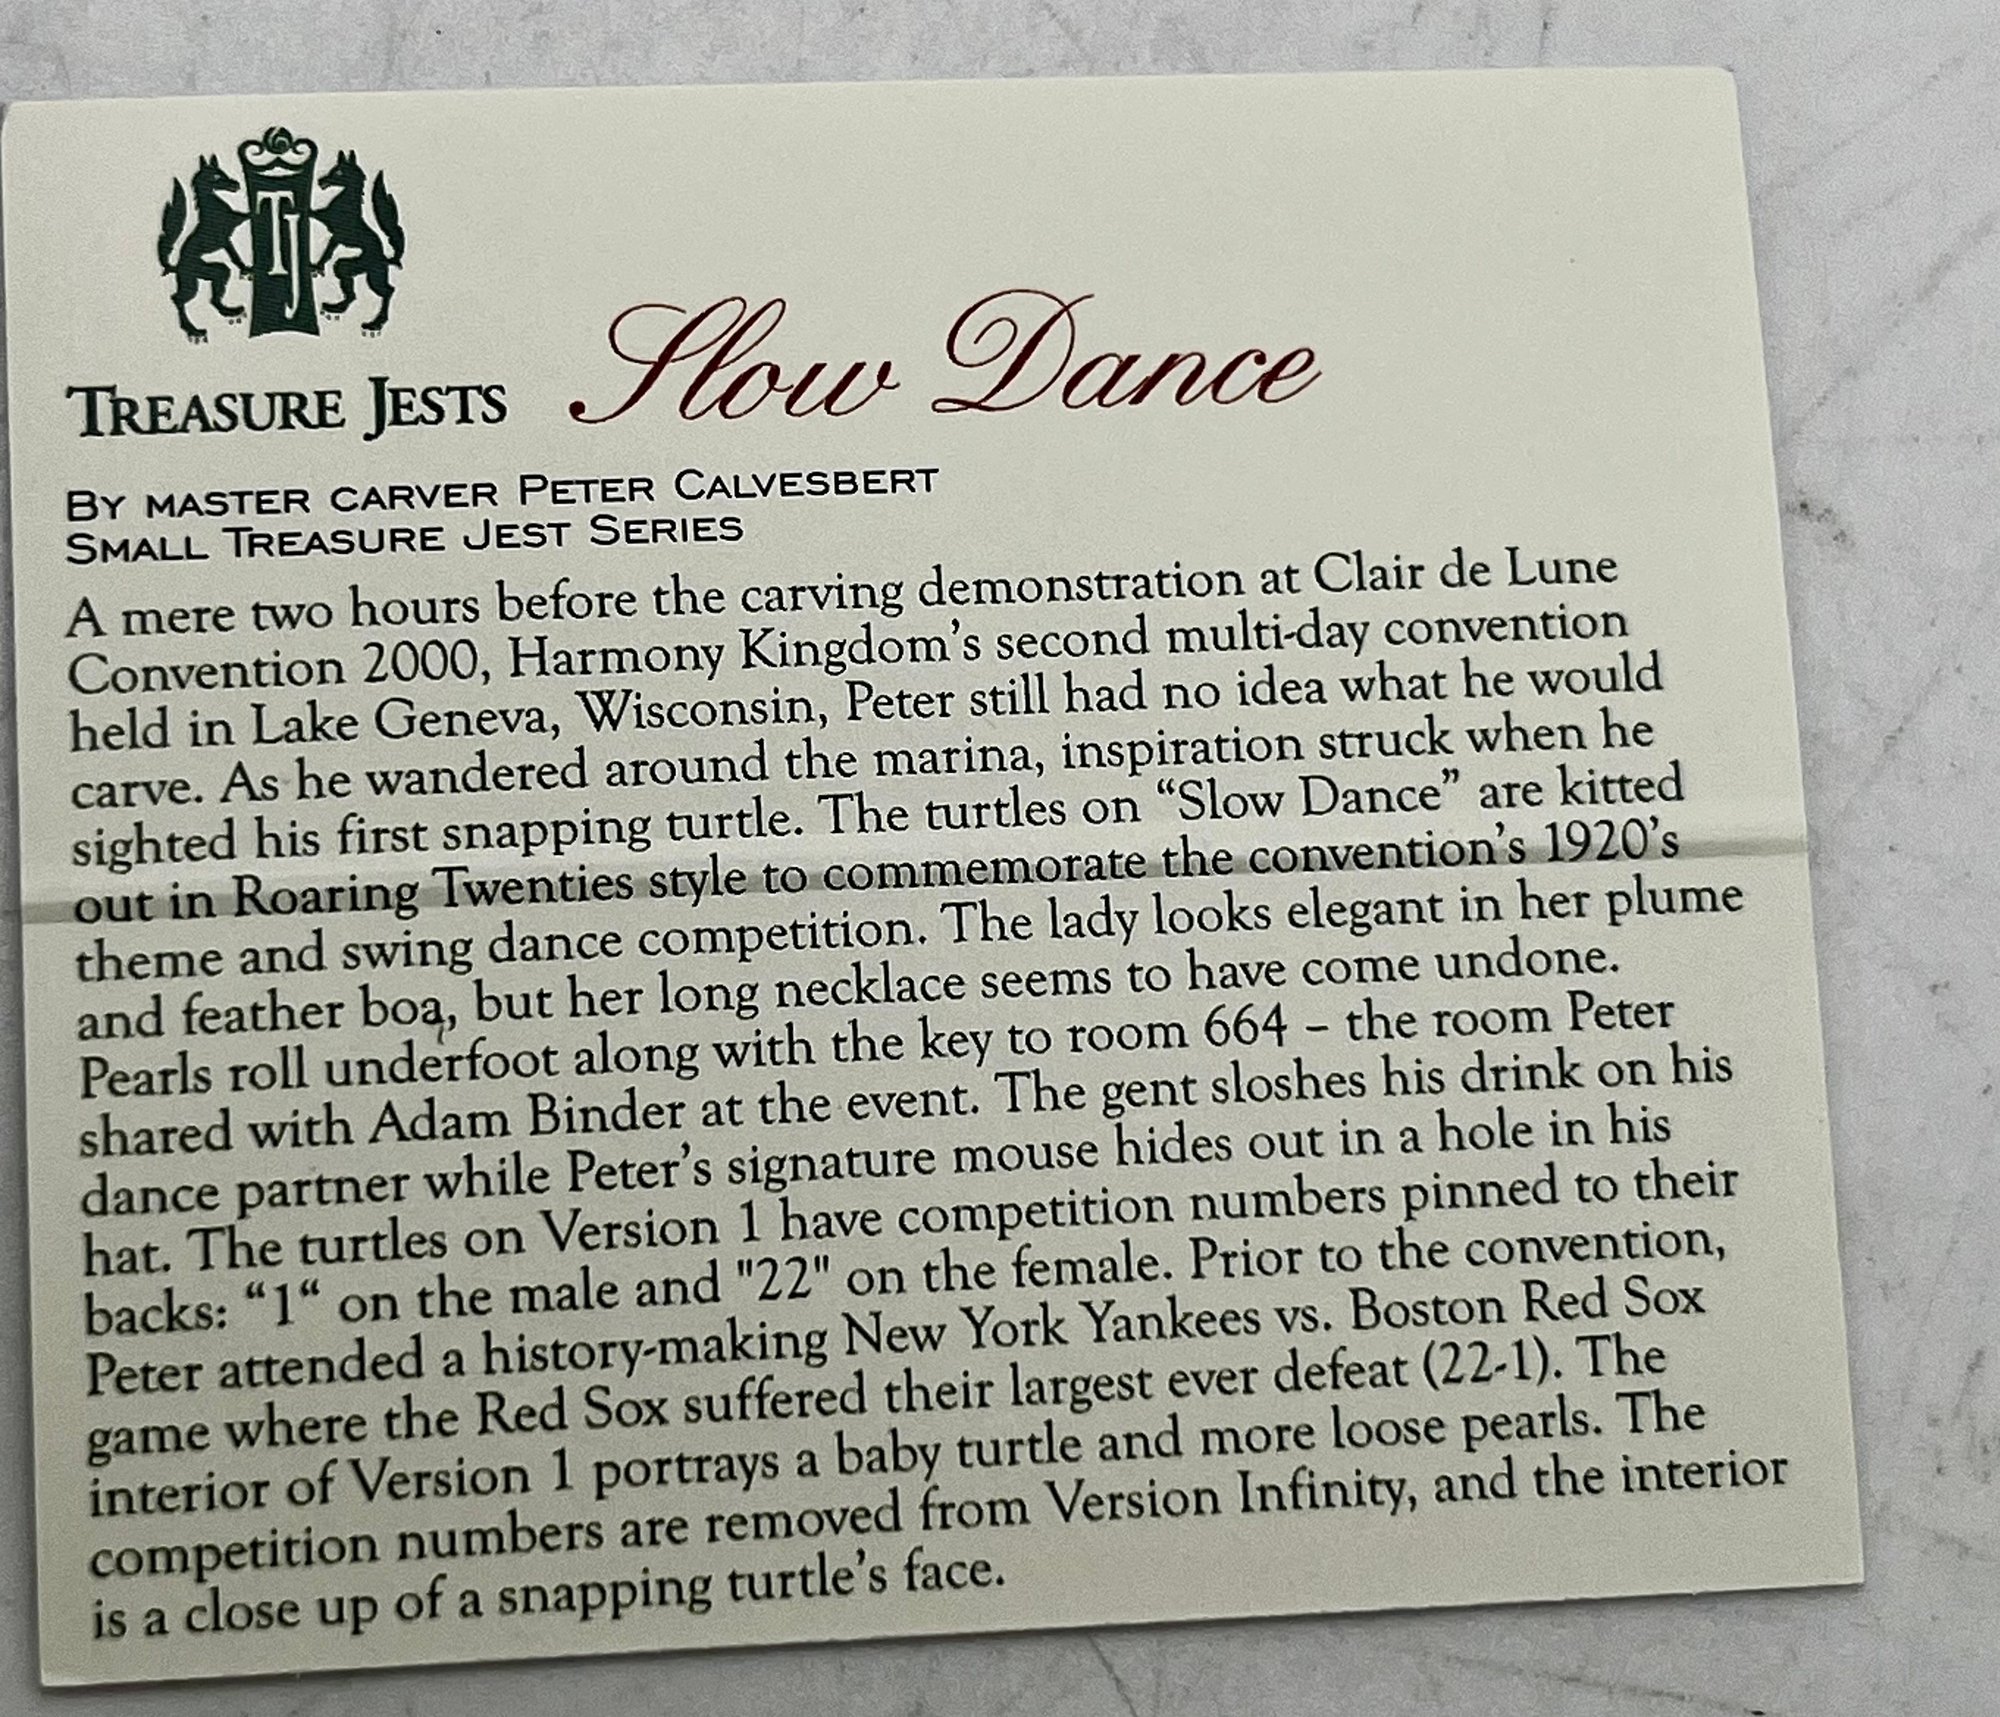 TJ
TREASURE JESTS
Slow Dance
BY MASTER CARVER PETER CALVESBERT
SMALL TREASURE JEST SERIES
A mere two hours before the carving demonstration at Clair de Lune
Convention 2000, Harmony Kingdom's second multi-day convention
held in Lake Geneva, Wisconsin, Peter still had no idea what he would
carve. As he wandered around the marina, inspiration struck when he
sighted his first snapping turtle. The turtles on “Slow Dance” are kitted
out in Roaring Twenties style to commemorate the convention's 1920's
theme and swing dance competition. The lady looks elegant in her plume
and feather boa, but her long necklace seems to have come undone.
Pearls roll underfoot along with the key to room 664 – the room Peter
shared with Adam Binder at the event. The gent sloshes his drink on his
dance partner while Peter's signature mouse hides out in a hole in his
hat. The turtles on Version 1 have competition numbers pinned to their
backs: “1“ on the male and "22" on the female. Prior to the convention,
Peter attended a history-making New York Yankees vs. Boston Red Sox
game where the Red Sox suffered their largest ever defeat (22-1). The
interior of Version 1 portrays a baby turtle and more loose pearls. The
competition numbers are removed from Version Infinity, and the interior
is a close up of a snapping turtle's face.